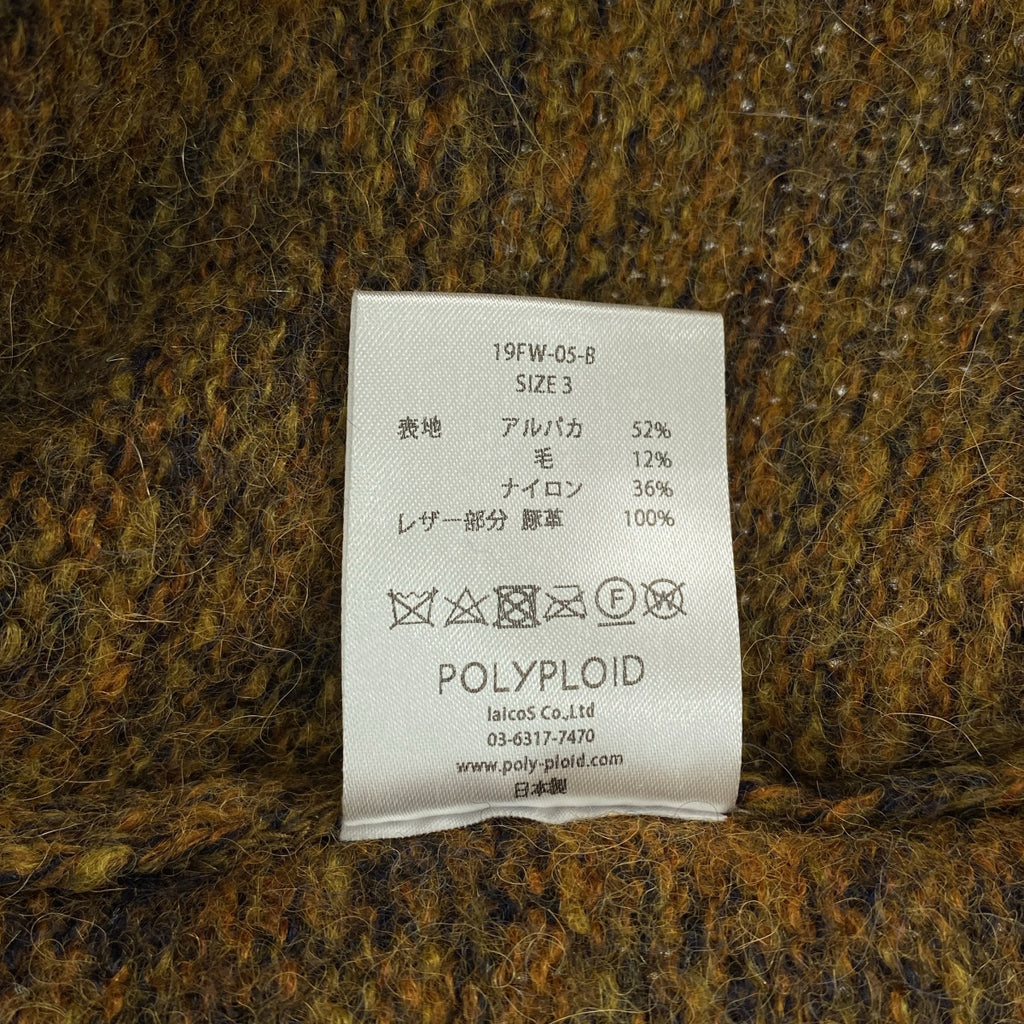 19FW-05-B
SIZE 3
表地 アルパカ 52%
毛 12%
ナイロン 36%
レザー部分 豚革 100%
F
W
POLYPLOID
IalcoS Co.,Ltd
03-6317-7470
www.poly-ploid.com
日本製